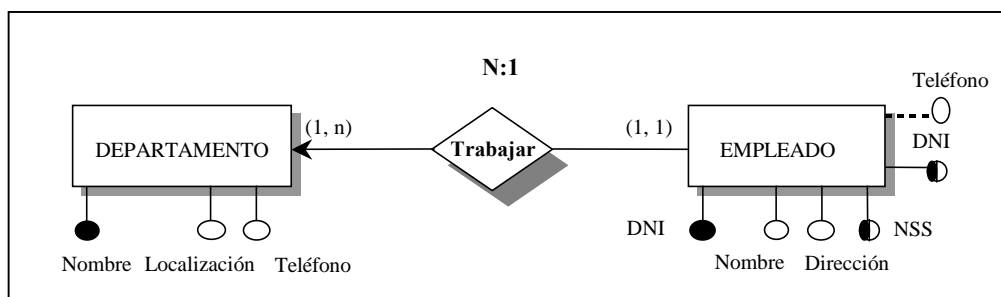 N:1
Teléfono
(1, n)
(1, 1)
DEPARTAMENTO
Trabajar
EMPLEADO
DNI
DNI
NSS
Nombre Localización Teléfono
Nombre Dirección